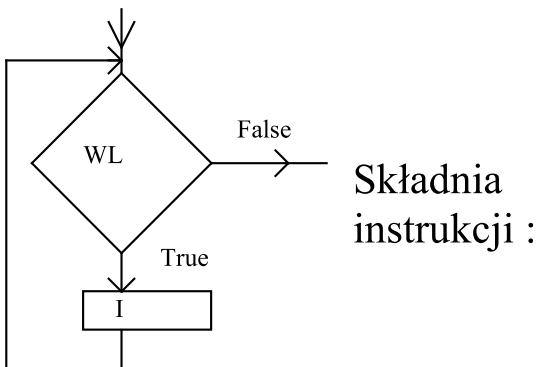 False
WL
Składnia
instrukcji :
True
I